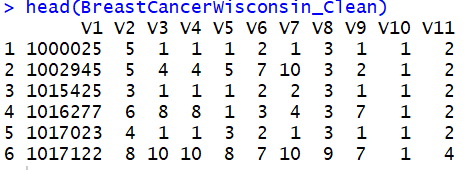 > head(BreastCancerWisconsin_Clean)
V1 V2 V3 V4 V5 V6 V7 V8 V9 V10 V11
1 1000025 5 1 1 1 2 1 3 1 1 2
2 1002945 5 4 4 5 7 10 3 2 1 2
3 1015425 3 1 1 1 2 2 3 1 1 2
4 1016277 6 8 8 1 3 4 3 7 1 2
5 1017023 4 1 1 3 2 1 3 1 1 2
6 1017122 8 10 10 8 7 10 9 7 1 4